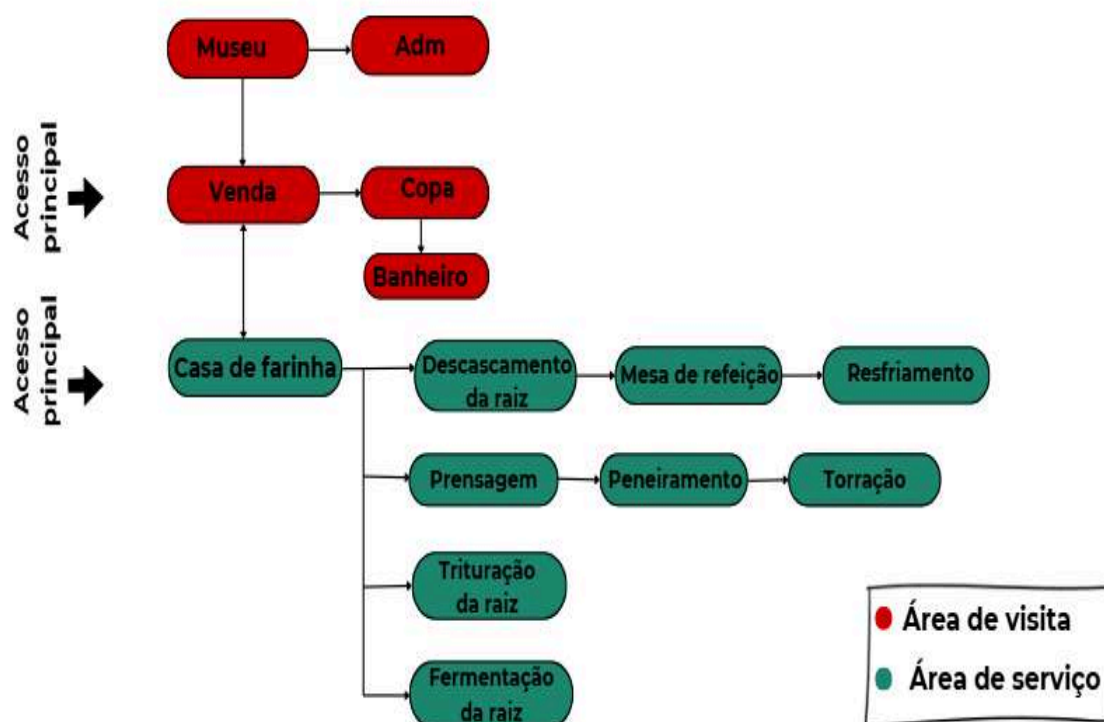 Museu
Adm
Acesso
principal
Venda
Copa
Banheiro
Acesso
principal
Casa de farinha
Descascamento
da raiz
Mesa de refeição
Resfriamento
Prensagem
Peneiramento
Torração
Trituração
da raiz
Fermentação
da raiz
Área de visita
Área de serviço